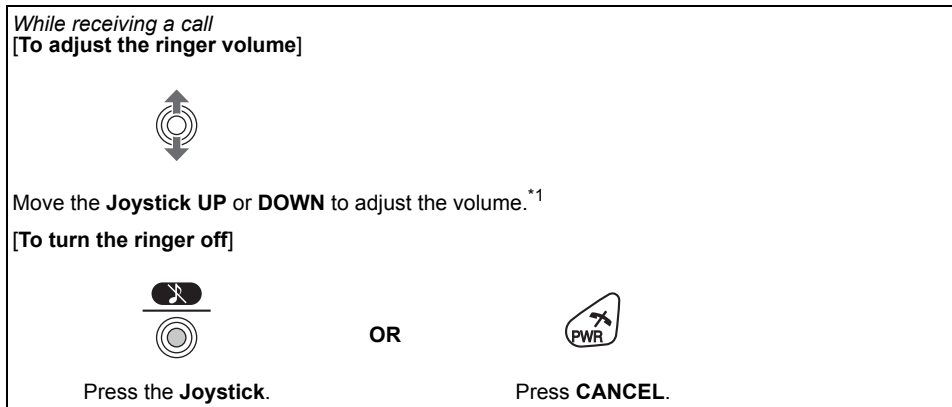 While receiving a call
[To adjust the ringer volume]
Move the Joystick UP or DOWN to adjust the volume.*1
[To turn the ringer off]
OR
PWR
Press the Joystick.
Press CANCEL.